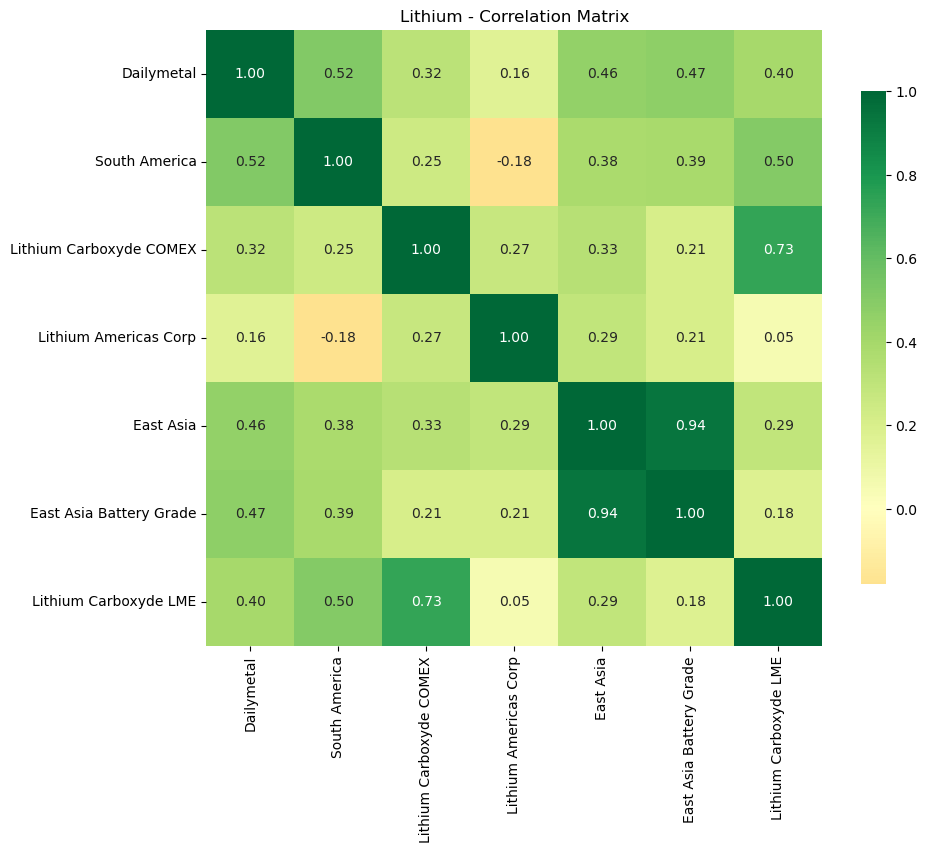 Lithium - Correlation Matrix
Dailymetal 1.00 0.52 0.32 0.16 0.46 0.47 0.40
South America 0.52 1.00 0.25 -0.18 0.38 0.39 0.50
Lithium Carboxyde COMEX 0.32 0.25 1.00 0.27 0.33 0.21 0.73
Lithium Americas Corp 0.16 -0.18 0.27 1.00 0.29 0.21 0.05
East Asia 0.46 0.38 0.33 0.29 1.00 0.94 0.29
East Asia Battery Grade 0.47 0.39 0.21 0.21 0.94 1.00 0.18
Lithium Carboxyde LME 0.40 0.50 0.73 0.05 0.29 0.18 1.00
Dailymetal
South America
Lithium Carboxyde COMEX
Lithium Americas Corp
East Asia
East Asia Battery Grade
Lithium Carboxyde LME
1.0
0.8
0.6
0.4
0.2
0.0